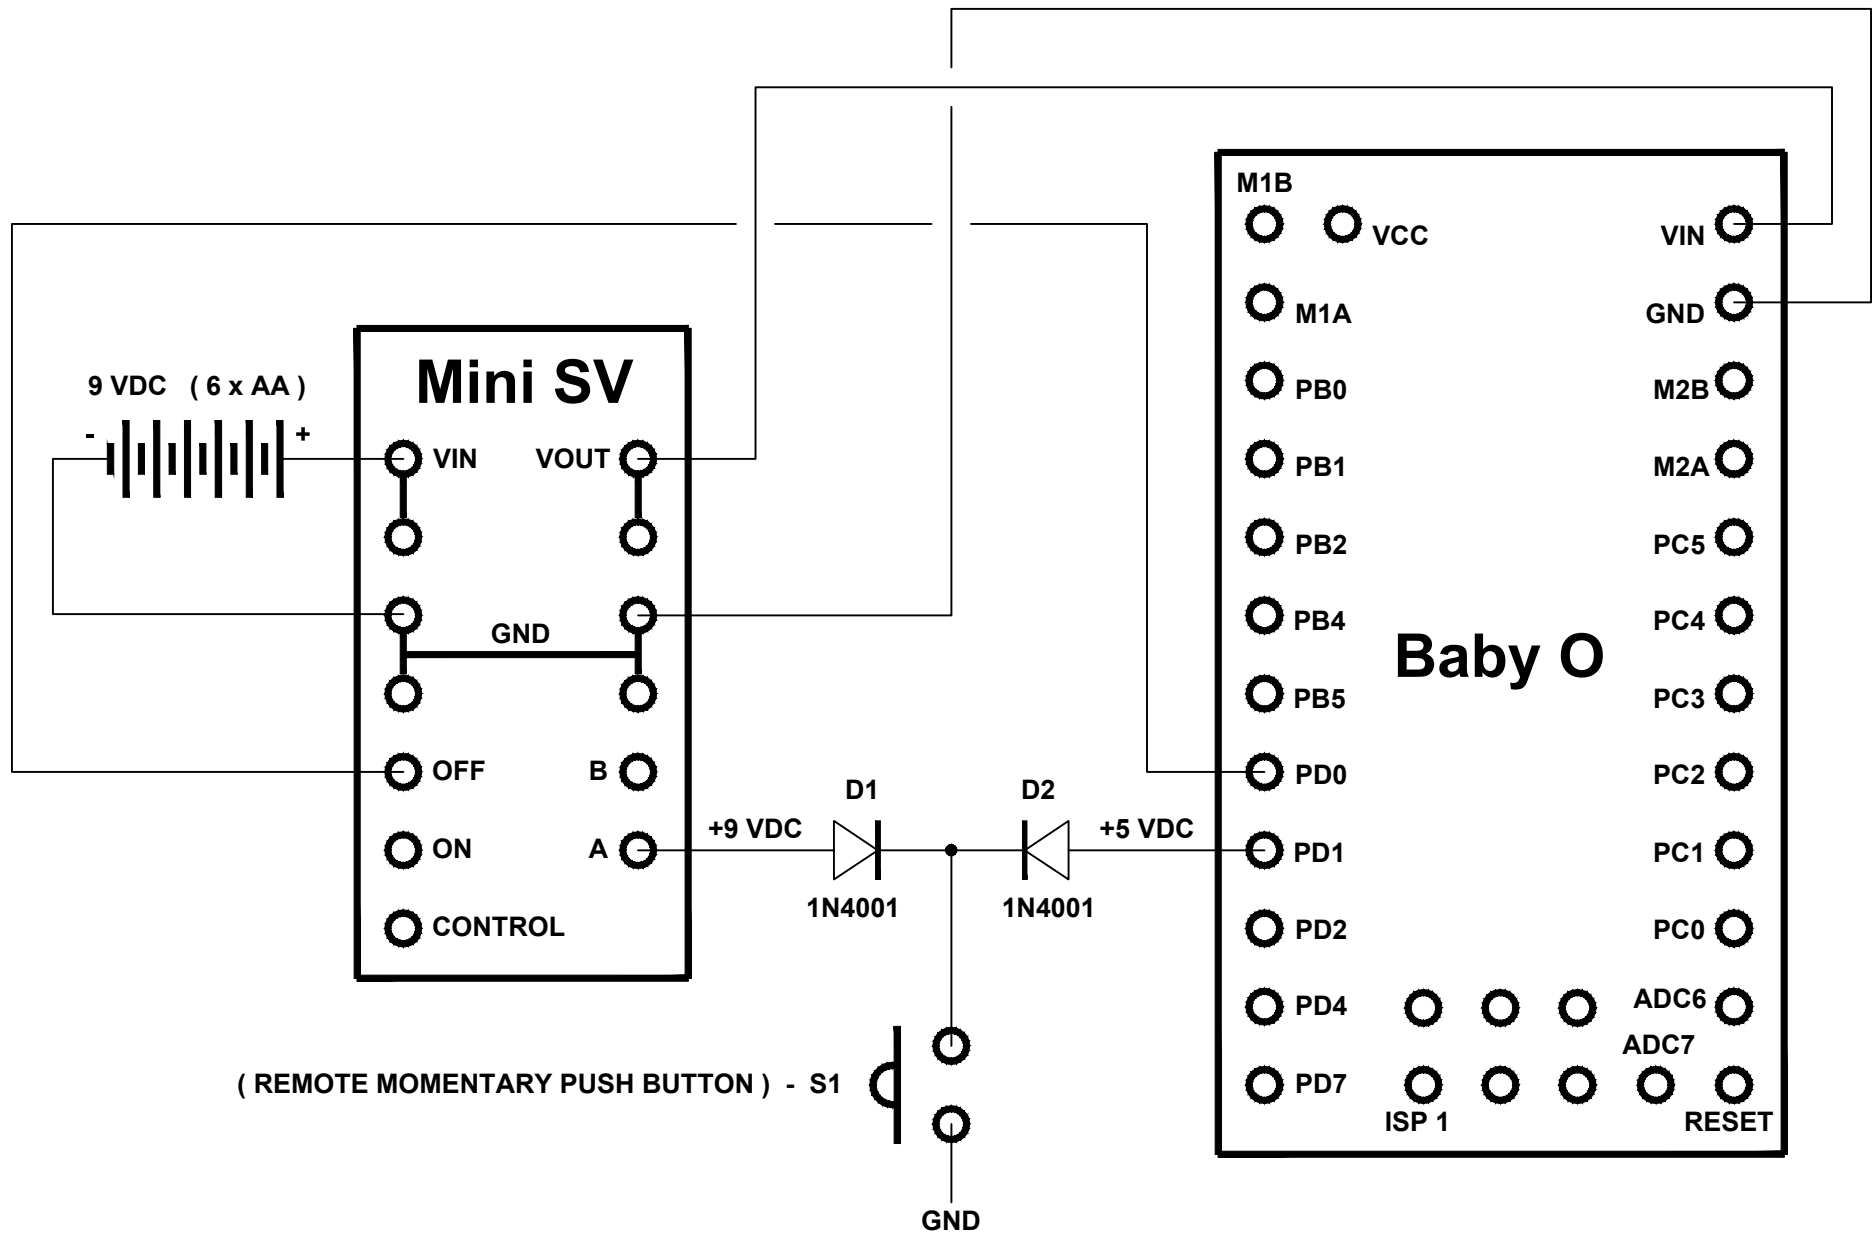 M1B
VCC
VIN
M1A
GND
Mini SV
9 VDC ( 6 x AA )
PB0
M2B
- +
VIN
VOUT
PB1
M2A
PB2
PC5
GND
PB4
PC4
Baby O
PB5
PC3
OFF
B
D1
D2
PD0
PC2
+9 VDC
+5 VDC
ON
A
PD1
PC1
1N4001
1N4001
CONTROL
PD2
PC0
PD4
ADC6
ADC7
( REMOTE MOMENTARY PUSH BUTTON ) - S1
PD7
ISP 1
RESET
GND